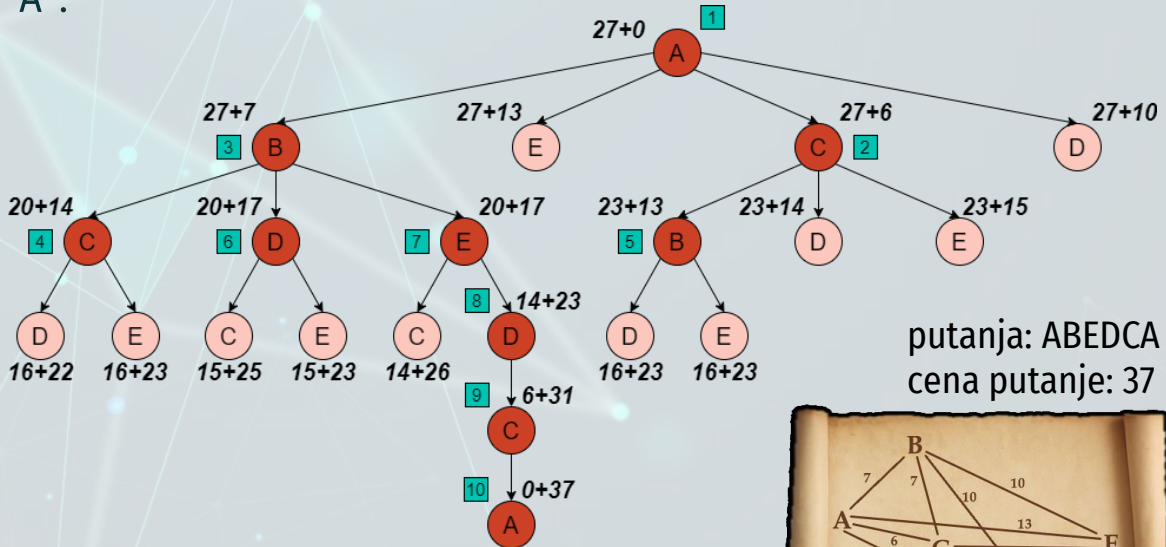 A*.
27+0 1
A
27+7 27+13 27+6 27+10
3 B E C 2 D
20+14 20+17 20+17 23+13 23+14 23+15
4 C 6 D 7 E 5 B D E
8 14+23
D E C E C D D E
16+22 16+23 15+25 15+23 14+26 16+23 16+23
9 6+31
C
10 0+37
A
putanja: ABEDCA
cena putanje: 37
B
7 7 10 10
A 13
6 C E